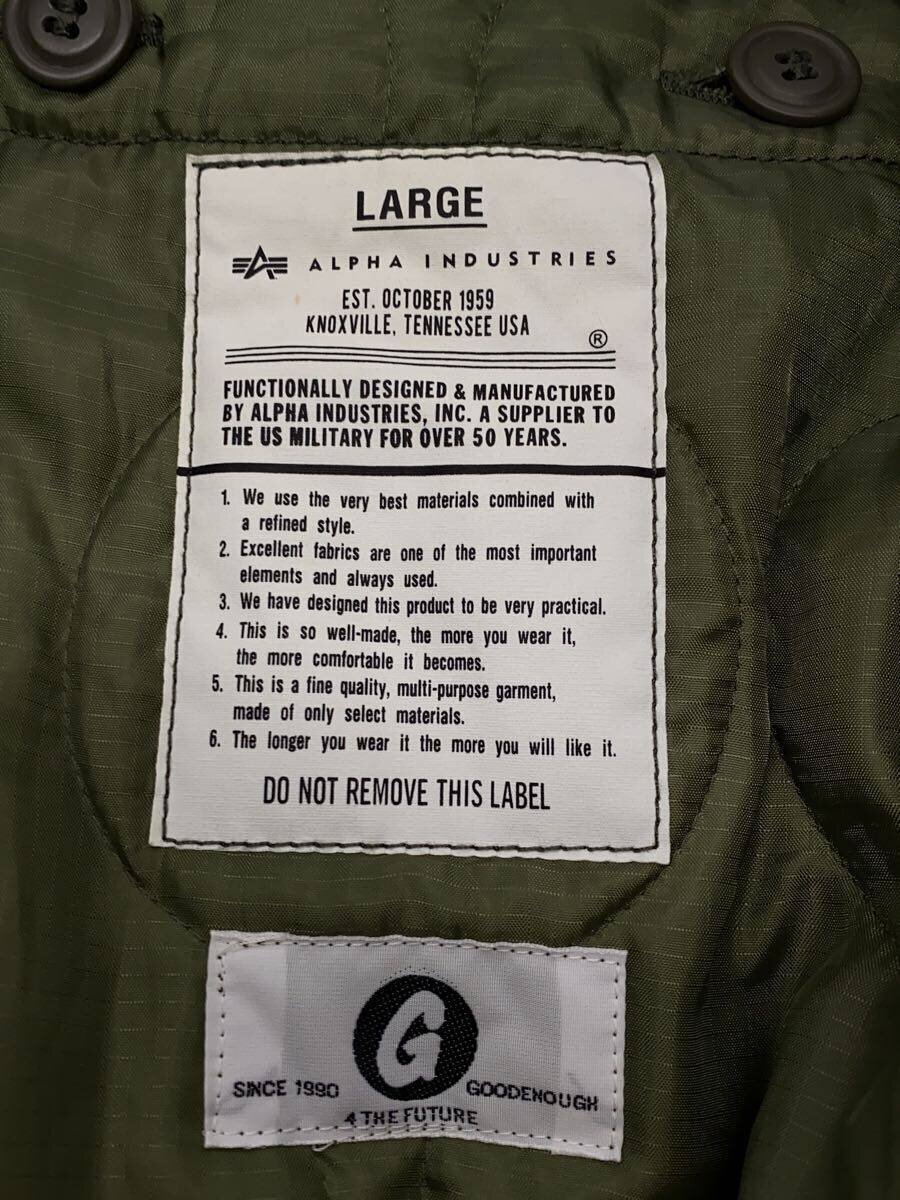 LARGE
ALPHA INDUSTRIES
EST. OCTOBER 1959
KNOXVILLE, TENNESSEE USA
®
FUNCTIONALLY DESIGNED & MANUFACTURED
BY ALPHA INDUSTRIES, INC. A SUPPLIER TO
THE US MILITARY FOR OVER 50 YEARS.
1. We use the very best materials combined with
a refined style.
2. Excellent fabrics are one of the most important
elements and always used.
3. We have designed this product to be very practical.
4. This is so well-made, the more you wear it,
the more comfortable it becomes.
5. This is a fine quality, multi-purpose garment,
made of only select materials.
6. The longer you wear it the more you will like it.
DO NOT REMOVE THIS LABEL
G
SINCE 1990 GOODENOUGH
4 THE FUTURE